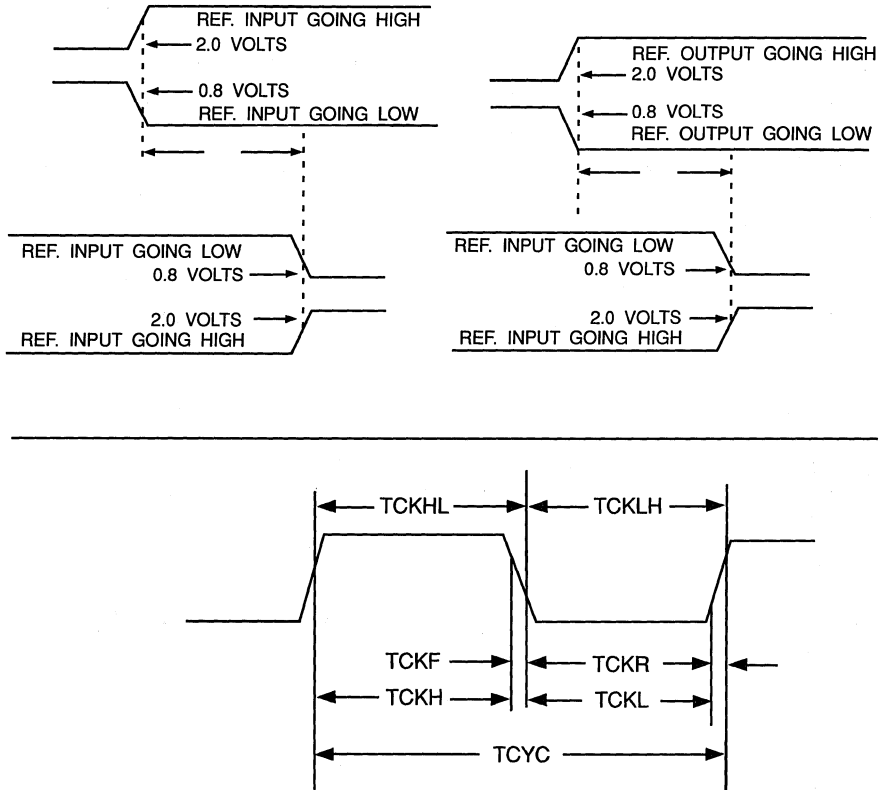 REF. INPUT GOING HIGH
2.0 VOLTS
0.8 VOLTS
REF. INPUT GOING LOW
REF. OUTPUT GOING HIGH
2.0 VOLTS
0.8 VOLTS
REF. OUTPUT GOING LOW
REF. INPUT GOING LOW
0.8 VOLTS
2.0 VOLTS
REF. INPUT GOING HIGH
REF. INPUT GOING LOW
0.8 VOLTS
2.0 VOLTS
REF. INPUT GOING HIGH
TCKHL TCKLH
TCKF TCKR
TCKH TCKL
TCYC